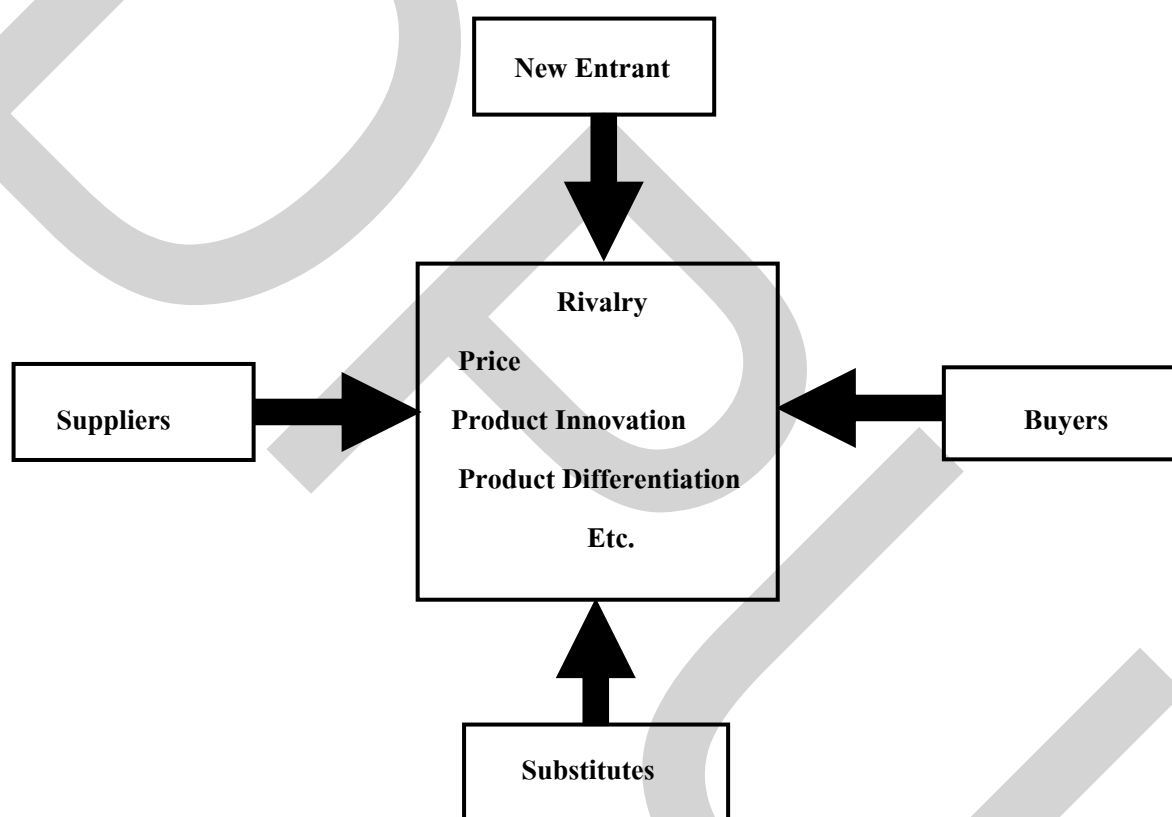 New Entrant
Rivalry
Price
Suppliers
Product Innovation
Buyers
Product Differentiation
Etc.
Substitutes